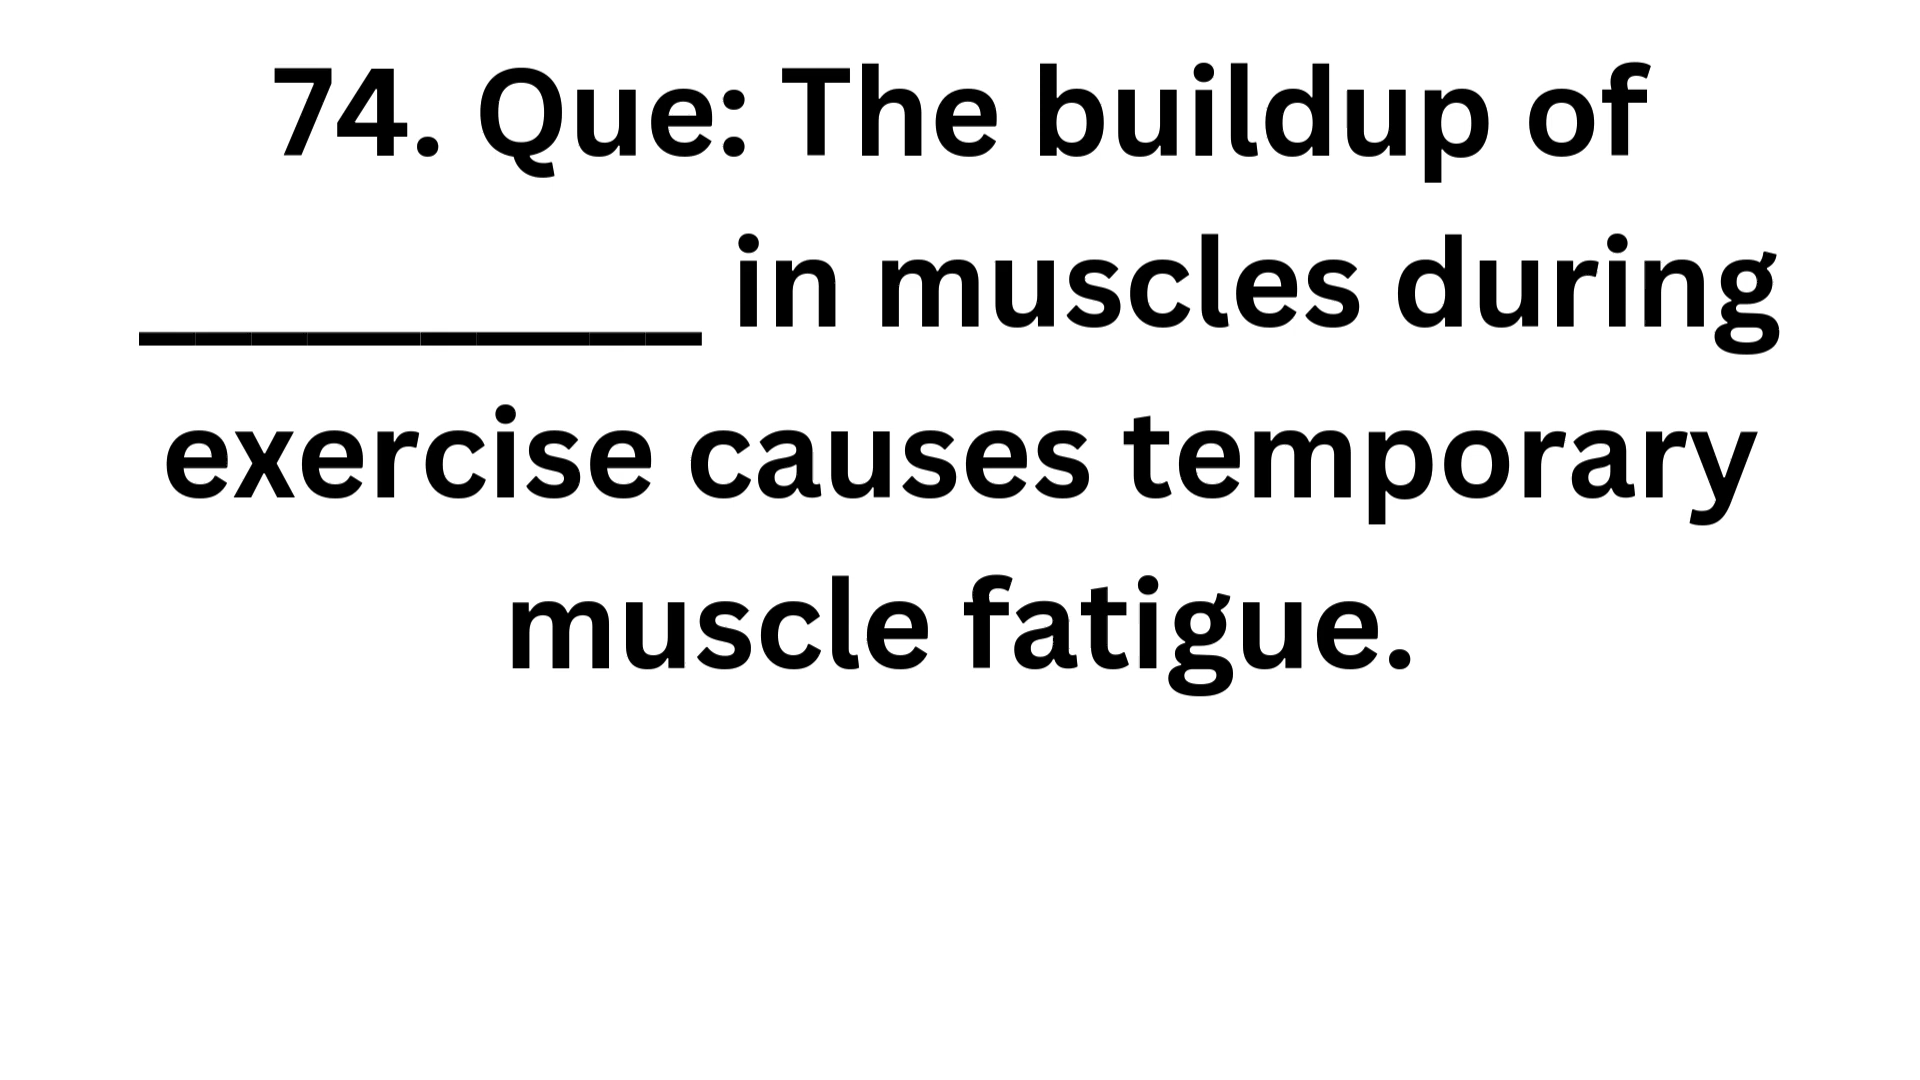 74. Que: The buildup of
__________ in muscles during
exercise causes temporary
muscle fatigue.